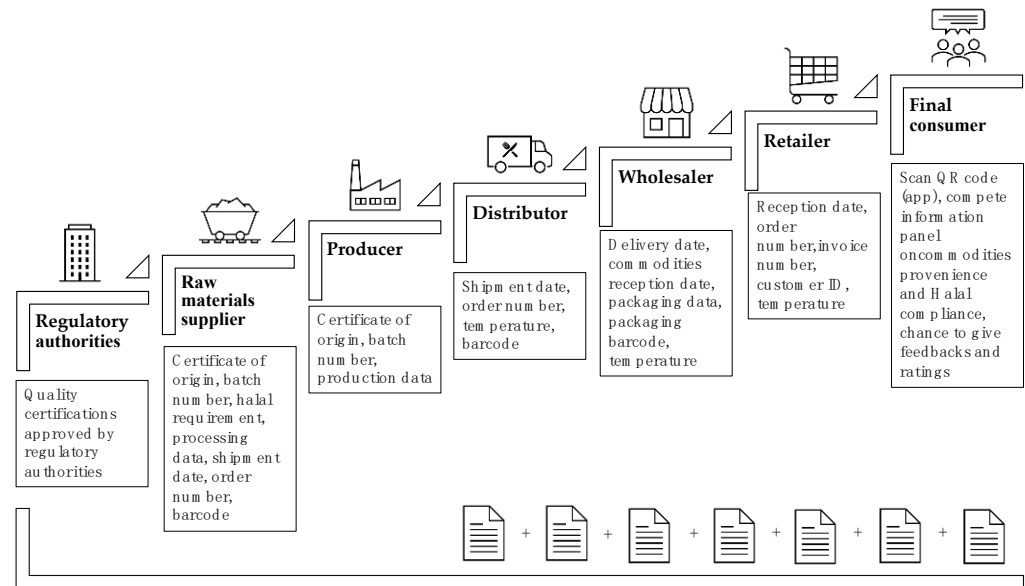 Regulatory
authorities
Quality
certifications
approved by
regulatory
authorities
Raw
materials
supplier
Certificate of
origin, batch
number, halal
requirement,
processing
data, shipment
date, order
number,
barcode
Producer
Certificate of
origin, batch
number,
production data
Distributor
Shipment date,
order number,
temperature,
barcode
Wholesaler
Delivery date,
commodities
reception date,
packaging data,
packaging
barcode,
temperature
Retailer
Reception date,
order
number,invoice
number,
customer ID,
temperature
Final
consumer
Scan QR code
(app), compete
information
panel
oncommodities
provenience
and Halal
compliance,
chance to give
feedbacks and
ratings
+ + + + + +